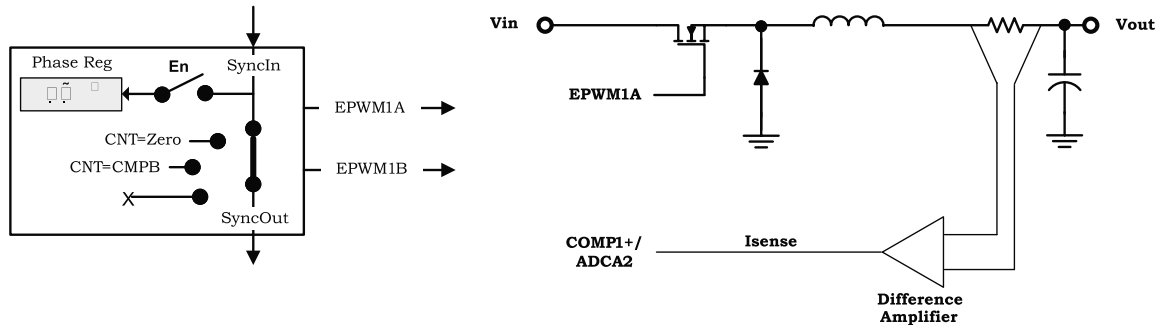 Phase Reg
En
SyncIn
CNT=Zero
CNT=CMPB
X
SyncOut
EPWM1A
EPWM1B
Vin
Vout
EPWM1A
COMP1+/
ADCA2
Isense
Difference
Amplifier